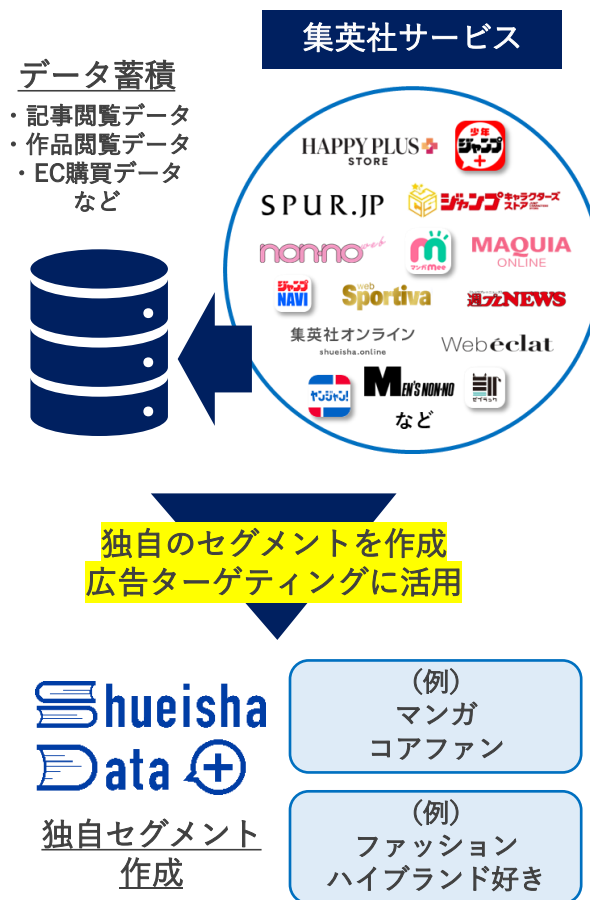 集英社サービス
データ蓄積
・記事閲覧データ
・作品閲覧データ
・EC購買データ
など
HAPPY PLUS
STORE
少年
ジャンプ
+
SPUR.JP
ジャンプキャラクターズ
ストア
non-no web
マンガMee
MAQUIA
ONLINE
ジャンプ
NAVI
web
Sportiva
週プレNEWS
集英社オンライン
shueisha.online
Web éclat
ヤンジャン!
MEN'S NON-NO
ゼブラック
など
独自のセグメントを作成
広告ターゲティングに活用
Shueisha
Data +
独自セグメント
作成
（例）
マンガ
コアファン
（例）
ファッション
ハイブランド好き